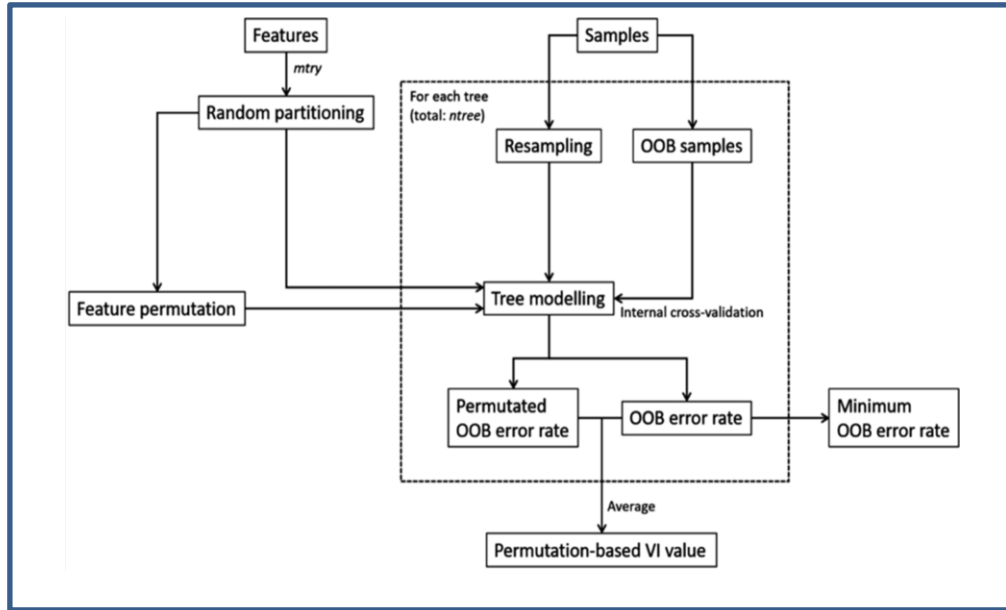 Features
Samples
mtry
For each tree
(total: ntree)
Random partitioning
Resampling
OOB samples
Feature permutation
Tree modelling
Internal cross-validation
Permutated
OOB error rate
OOB error rate
Minimum
OOB error rate
Average
Permutation-based VI value